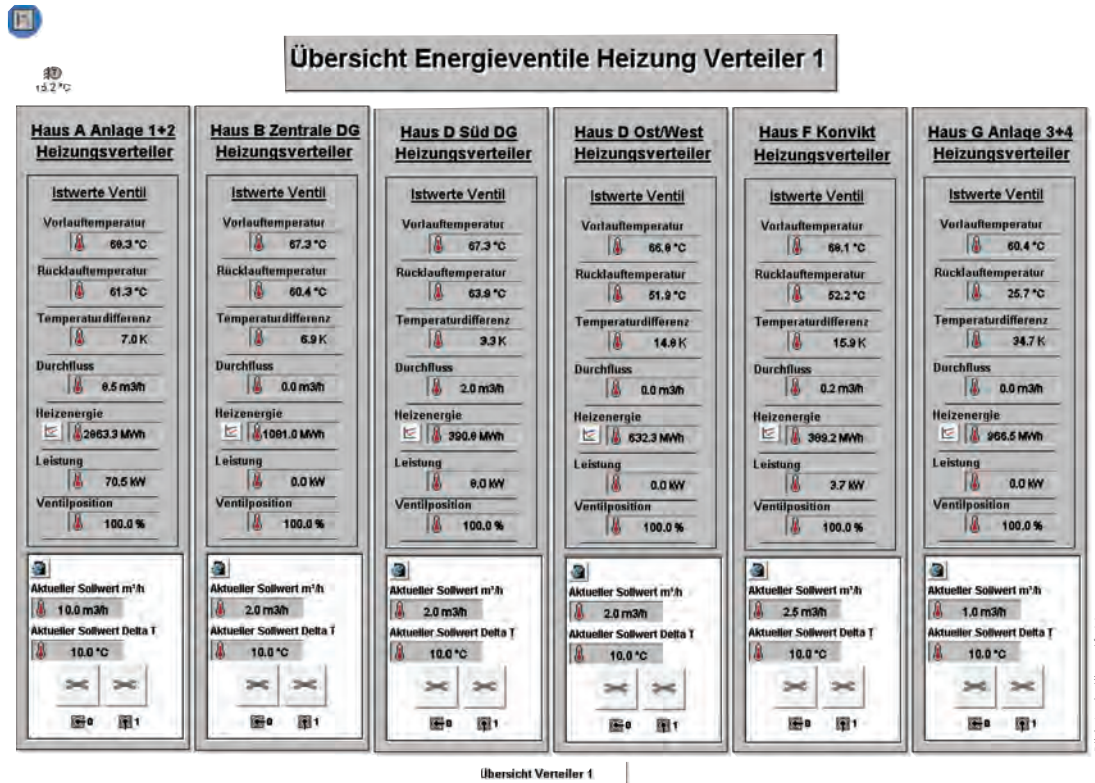 Übersicht Energieventile Heizung Verteiler 1
15.2 °C
Haus A Anlage 1+2
Heizungsverteiler
Istwerte Ventil
Vorlauftemperatur
68.3 °C
Rücklauftemperatur
61.3 °C
Temperaturdifferenz
7.0 K
Durchfluss
8.5 m3/h
Heizenergie
MWh
Leistung
70.5 kW
Ventilposition
100.0 %
Aktueller Sollwert m³/h
10.0 m3/h
Aktueller Sollwert Delta T
10.0 °C
0 1
Haus B Zentrale DG
Heizungsverteiler
Istwerte Ventil
Vorlauftemperatur
67.3 °C
Rücklauftemperatur
60.4 °C
Temperaturdifferenz
6.9 K
Durchfluss
0.0 m3/h
Heizenergie
MWh
Leistung
0.0 kW
Ventilposition
100.0 %
Aktueller Sollwert m³/h
2.0 m3/h
Aktueller Sollwert Delta T
10.0 °C
0 1
Haus D Süd DG
Heizungsverteiler
Istwerte Ventil
Vorlauftemperatur
67.3 °C
Rücklauftemperatur
63.9 °C
Temperaturdifferenz
3.3 K
Durchfluss
2.0 m3/h
Heizenergie
MWh
Leistung
8.0 kW
Ventilposition
100.0 %
Aktueller Sollwert m³/h
2.0 m3/h
Aktueller Sollwert Delta T
10.0 °C
0 1
Haus D Ost/West
Heizungsverteiler
Istwerte Ventil
Vorlauftemperatur
66.8 °C
Rücklauftemperatur
51.9 °C
Temperaturdifferenz
K
Durchfluss
0.0 m3/h
Heizenergie
632.3 MWh
Leistung
0.0 kW
Ventilposition
100.0 %
Aktueller Sollwert m³/h
2.0 m3/h
Aktueller Sollwert Delta T
10.0 °C
0 1
Haus F Konvikt
Heizungsverteiler
Istwerte Ventil
Vorlauftemperatur
68.1 °C
Rücklauftemperatur
52.2 °C
Temperaturdifferenz
15.9 K
Durchfluss
0.2 m3/h
Heizenergie
389.2 MWh
Leistung
3.7 kW
Ventilposition
100.0 %
Aktueller Sollwert m³/h
2.5 m3/h
Aktueller Sollwert Delta T
10.0 °C
0 1
Haus G Anlage 3+4
Heizungsverteiler
Istwerte Ventil
Vorlauftemperatur
60.4 °C
Rücklauftemperatur
25.7 °C
Temperaturdifferenz
34.7 K
Durchfluss
0.0 m3/h
Heizenergie
966.5 MWh
Leistung
0.0 kW
Ventilposition
100.0 %
Aktueller Sollwert m³/h
1.0 m3/h
Aktueller Sollwert Delta T
10.0 °C
0 1
Übersicht Verteiler 1